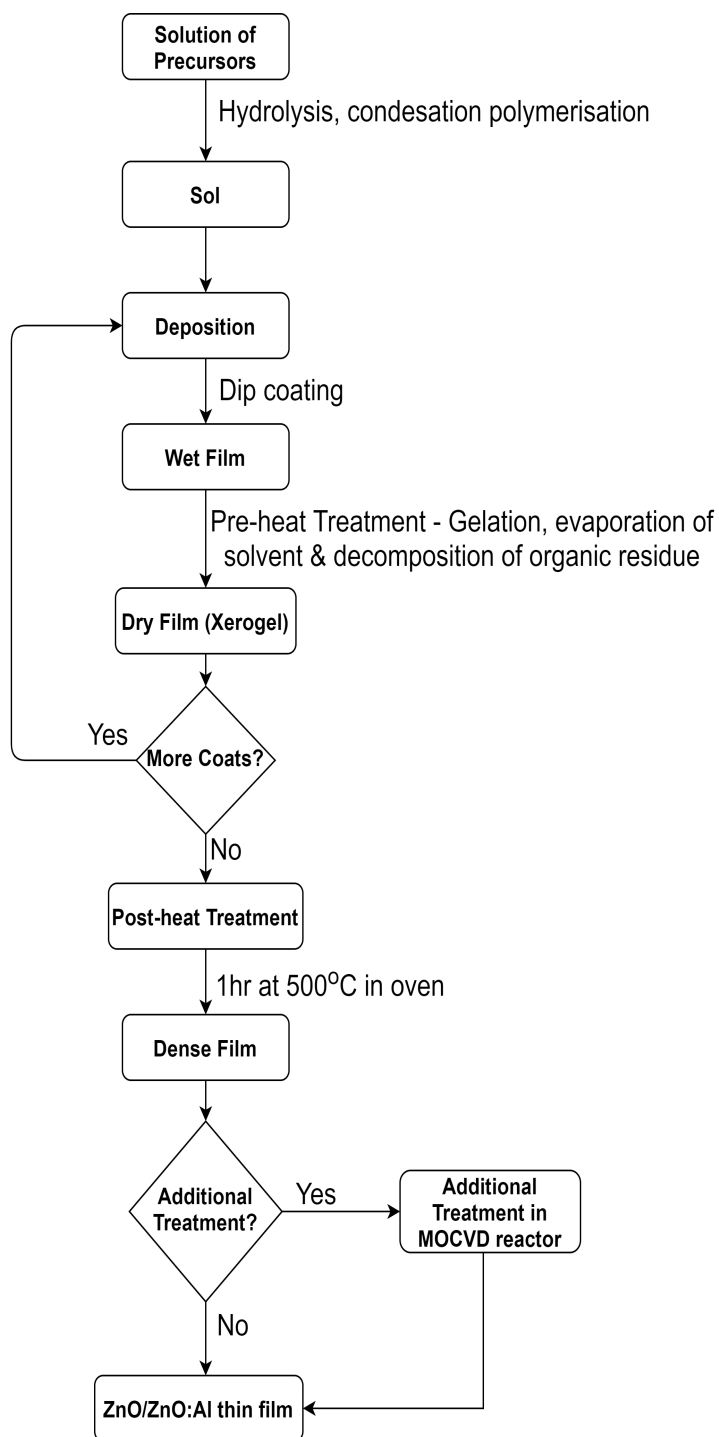 Solution of
Precursors
Hydrolysis, condesation polymerisation
Sol
Deposition
Dip coating
Wet Film
Pre-heat Treatment - Gelation, evaporation of
solvent & decomposition of organic residue
Dry Film (Xerogel)
Yes
More Coats?
No
Post-heat Treatment
1hr at 500°C in oven
Dense Film
Additional
Treatment?
Yes
Additional
Treatment in
MOCVD reactor
No
ZnO/ZnO:Al thin film